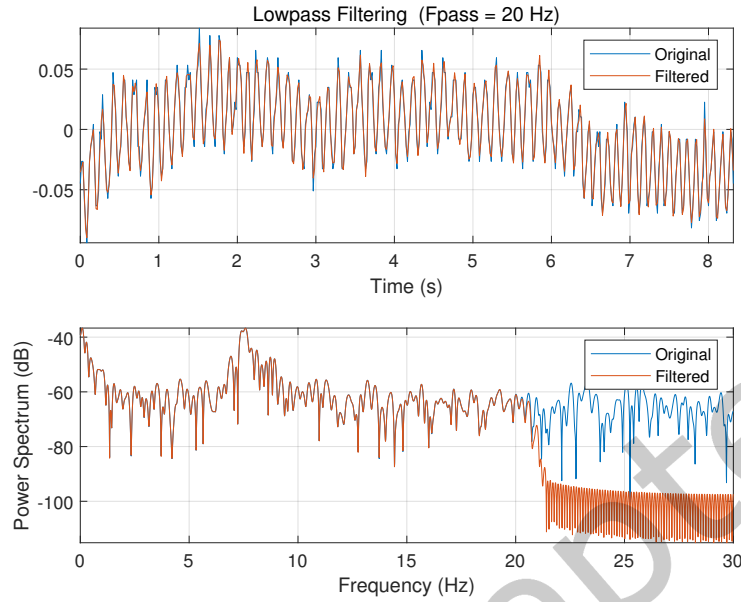 Lowpass Filtering (Fpass = 20 Hz)
0.05
0
-0.05
Original
Filtered
0 1 2 3 4 5 6 7 8
Time (s)
-40
-60
-80
-100
Power Spectrum (dB)
Original
Filtered
0 5 10 15 20 25 30
Frequency (Hz)